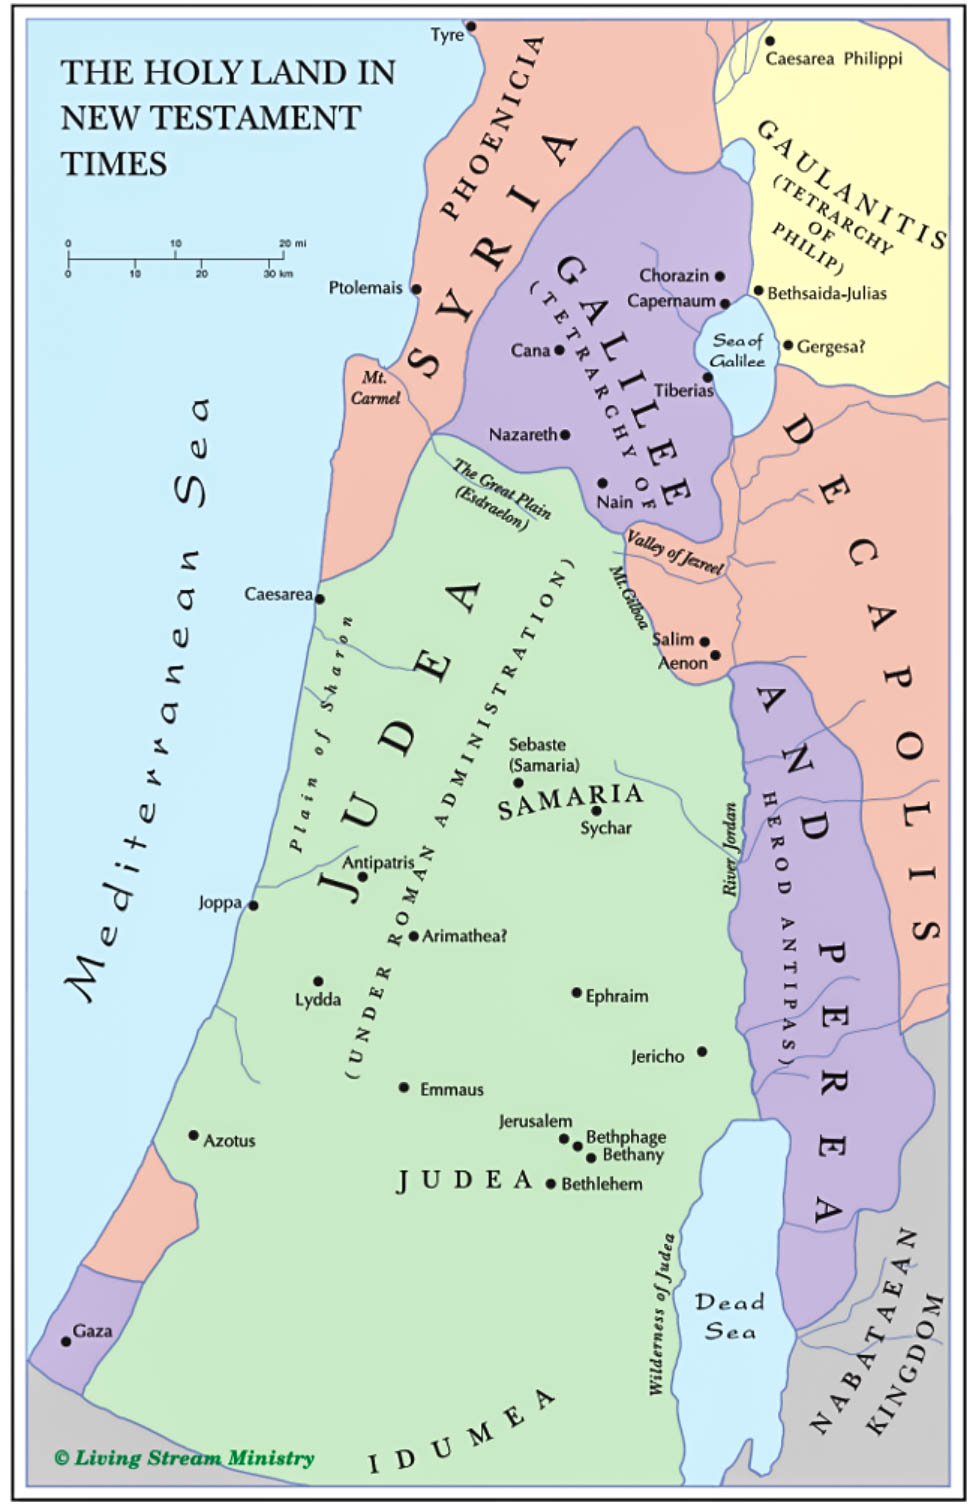 THE HOLY LAND IN
NEW TESTAMENT
TIMES
0 10 20 mi
0 10 20 30 km
Tyre
PHOENICIA
SYRIA
Caesarea Philippi
GAULANITIS
(TETRARCHY
OF
PHILIP)
Ptolemais
GALILEE
(TETRARCHY OF
Chorazin
Capernaum
Bethsaida-Julias
Sea of
Galilee
Gergesa?
Cana
Tiberias
Mt.
Carmel
Nazareth
Nain
The Great Plain
(Esdraelon)
DECAPOLIS
Valley of Jezreel
Mt. Gilboa
Salim
Aenon
Mediterranean Sea
Caesarea
Plain of Sharon
JUDEA
(UNDER ROMAN ADMINISTRATION)
AND PEREA
HEROD ANTIPAS)
Sebaste
(Samaria)
SAMARIA
Sychar
River Jordan
Antipatris
Joppa
Arimathea?
Lydda
Ephraim
Jericho
Emmaus
Jerusalem
Bethphage
Bethany
Azotus
JUDEA
Bethlehem
Wilderness of Judea
Dead
Sea
Gaza
NABATAEAN
KINGDOM
IDUMEA
© Living Stream Ministry